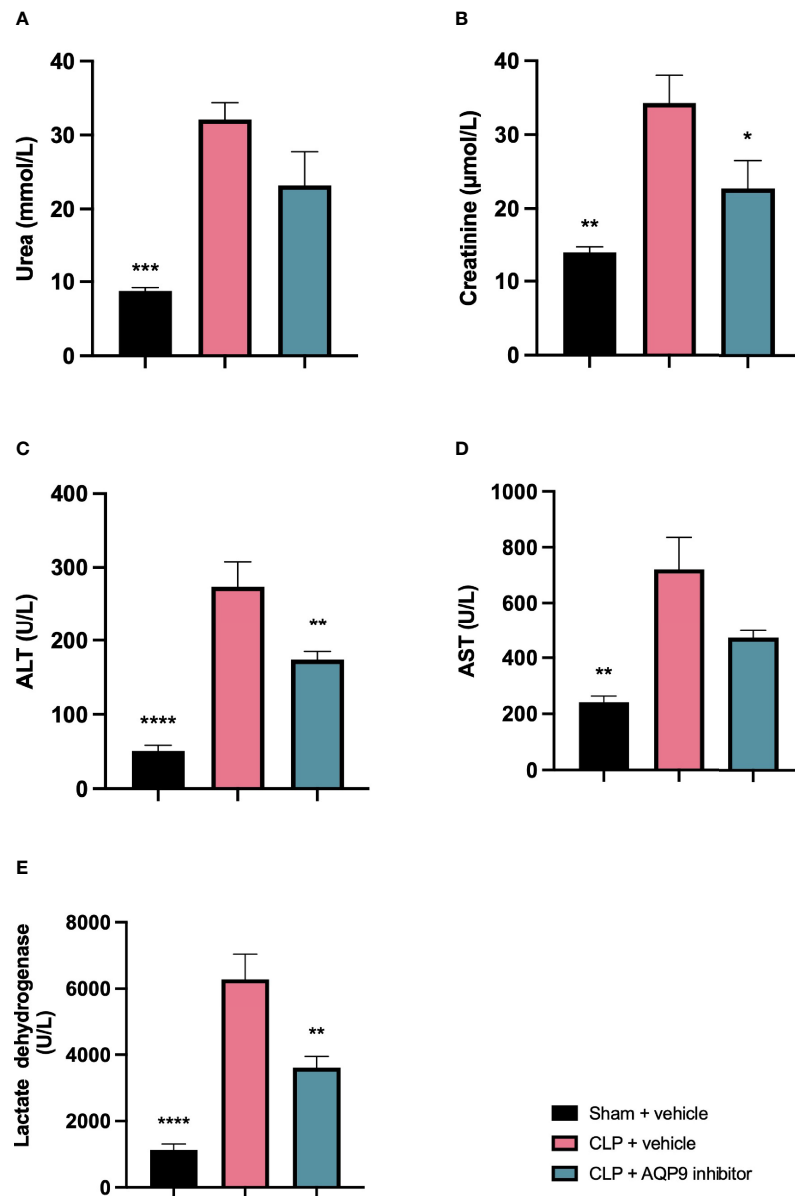 A
Urea (mmol/L)
40
30
20
10
0
***
B
Creatinine (µmol/L)
40
30
20
10
0
**
*
C
ALT (U/L)
400
300
200
100
0
****
**
D
AST (U/L)
1000
800
600
400
200
0
**
E
Lactate dehydrogenase
(U/L)
8000
6000
4000
2000
0
****
**
Sham + vehicle
CLP + vehicle
CLP + AQP9 inhibitor